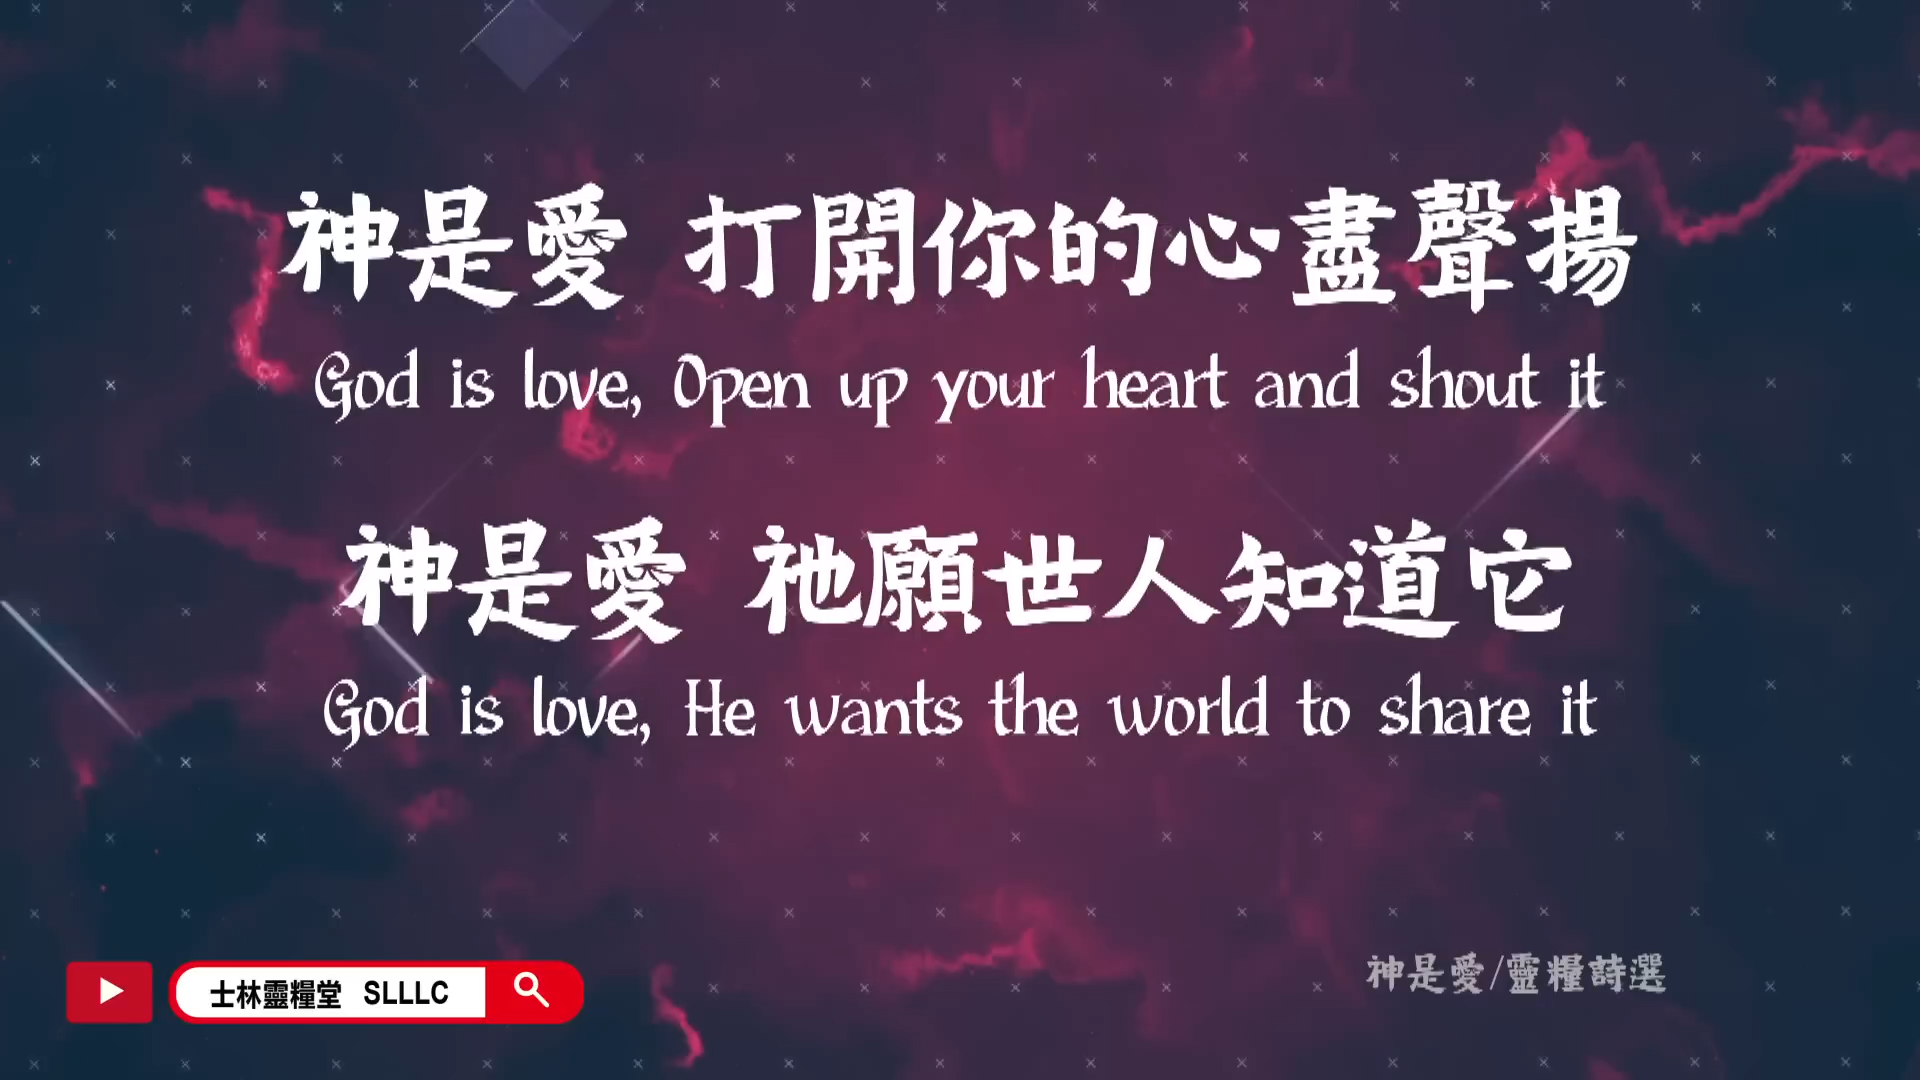 神是愛 打開你的心盡聲揚
God is love, Open up your heart and shout it
神是愛 祂願世人知道它
God is love, He wants the world to share it
士林靈糧堂 SLLLC
神是愛/靈糧詩選